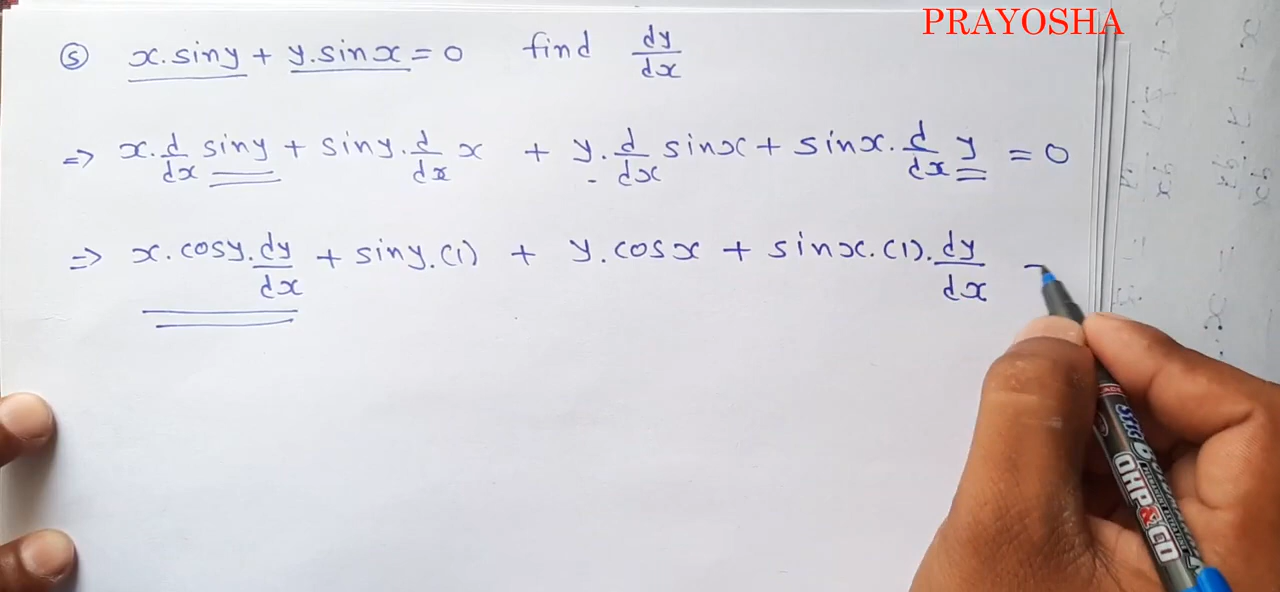 PRAYOSHA
⑤ x.siny + y.sinx = 0 find dy/dx
⇒ x.d/dx siny + siny.d/dx x + y.d/dx sinx + sinx.d/dx y = 0
⇒ x.cosy.dy/dx + siny.(1) + y.cosx + sinx.(1).dy/dx